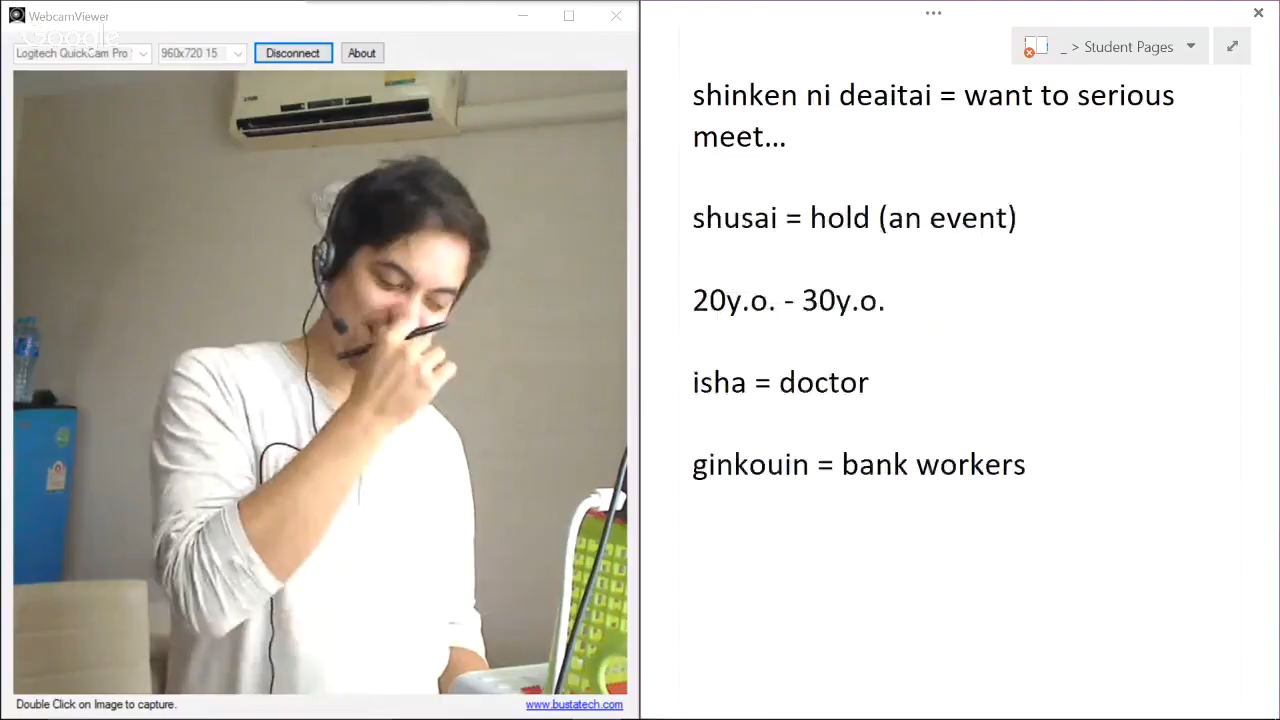 WebcamViewer
Google
Logitech QuickCam Pro
960x720 15
Disconnect
About
Double Click on Image to capture.
www.bustatech.com
_ > Student Pages
shinken ni deaitai = want to serious
meet...
shusai = hold (an event)
20y.o. - 30y.o.
isha = doctor
ginkouin = bank workers